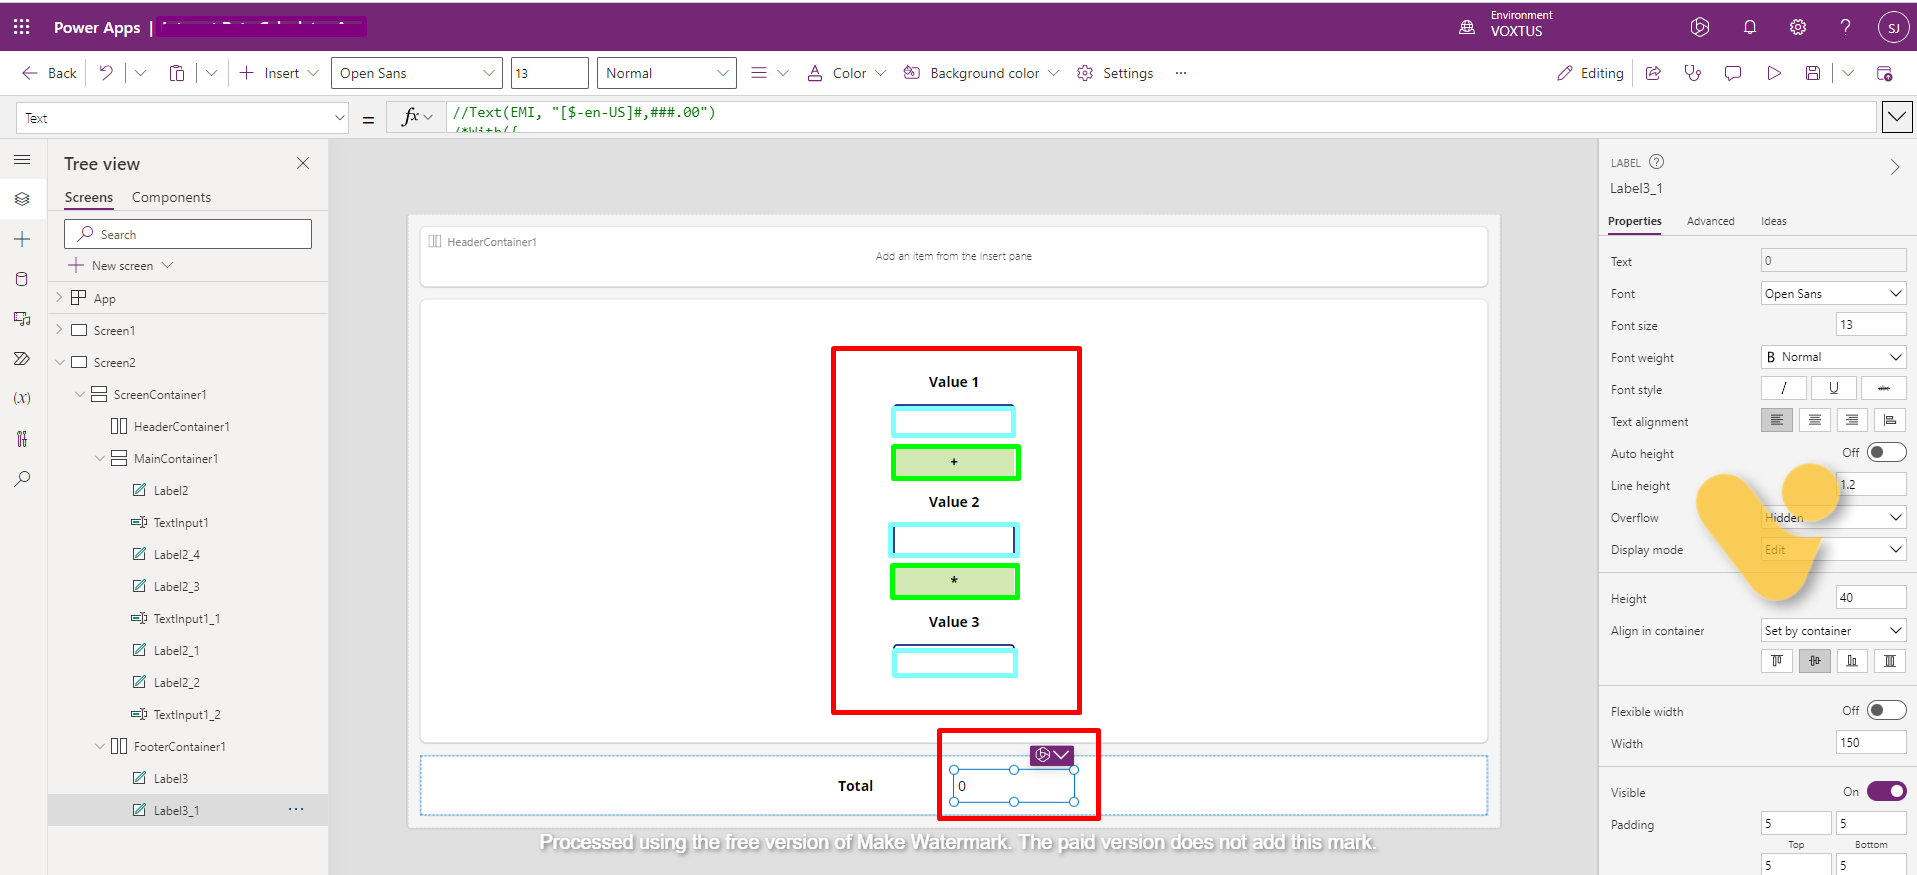 Power Apps |
Environment
VOXTUS
SJ
Back
Insert
Open Sans
13
Normal
Color
Background color
Settings
...
Editing
Text
=
fx
//Text(EMI, "[$-en-US]#,###.00")
/*With({
Tree view
Screens
Components
Search
New screen
App
Screen1
Screen2
ScreenContainer1
HeaderContainer1
MainContainer1
Label2
TextInput1
Label2_4
Label2_3
TextInput1_1
Label2_1
Label2_2
TextInput1_2
FooterContainer1
Label3
Label3_1
...
(x)
HeaderContainer1
Add an item from the Insert pane
Value 1
+
Value 2
*
Value 3
Total
0
LABEL
Label3_1
Properties
Advanced
Ideas
Text
0
Font
Open Sans
Font size
13
Font weight
B Normal
Font style
/ U abc
Text alignment
Auto height
Off
Line height
1.2
Overflow
Hidden
Display mode
Edit
Height
40
Align in container
Set by container
Flexible width
Off
Width
150
Visible
On
Padding
5
5
Top
Bottom
5
5
Processed using the free version of Make Watermark. The paid version does not add this mark.